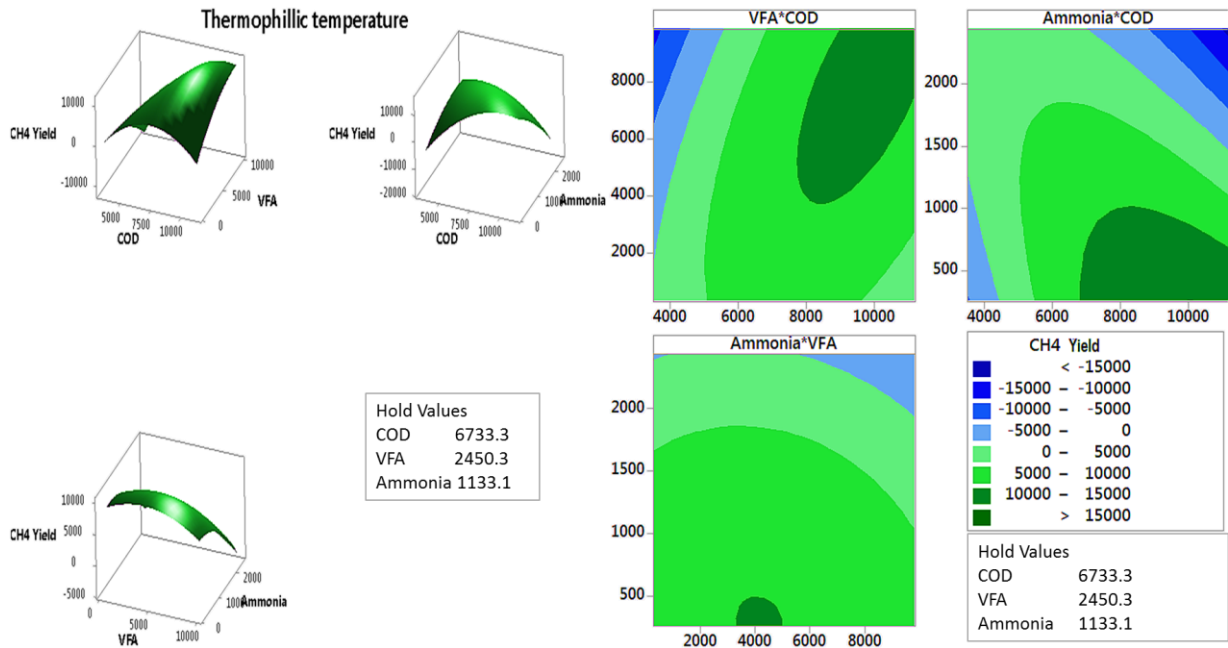 Thermophillic temperature
10000
CH4 Yield
0
-10000
5000
7500
10000
COD
0
5000
10000
VFA
10000
CH4 Yield
0
-10000
-20000
5000
7500
10000
COD
0
1000
2000
Ammonia
10000
CH4 Yield
5000
0
-5000
0
5000
10000
VFA
0
1000
2000
Ammonia
Hold Values
COD 6733.3
VFA 2450.3
Ammonia 1133.1
VFA*COD
8000
6000
4000
2000
4000 6000 8000 10000
Ammonia*COD
2000
1500
1000
500
4000 6000 8000 10000
Ammonia*VFA
2000
1500
1000
500
2000 4000 6000 8000
CH4 Yield
< -15000
-15000 – -10000
-10000 – -5000
-5000 – 0
0 – 5000
5000 – 10000
10000 – 15000
> 15000
Hold Values
COD 6733.3
VFA 2450.3
Ammonia 1133.1